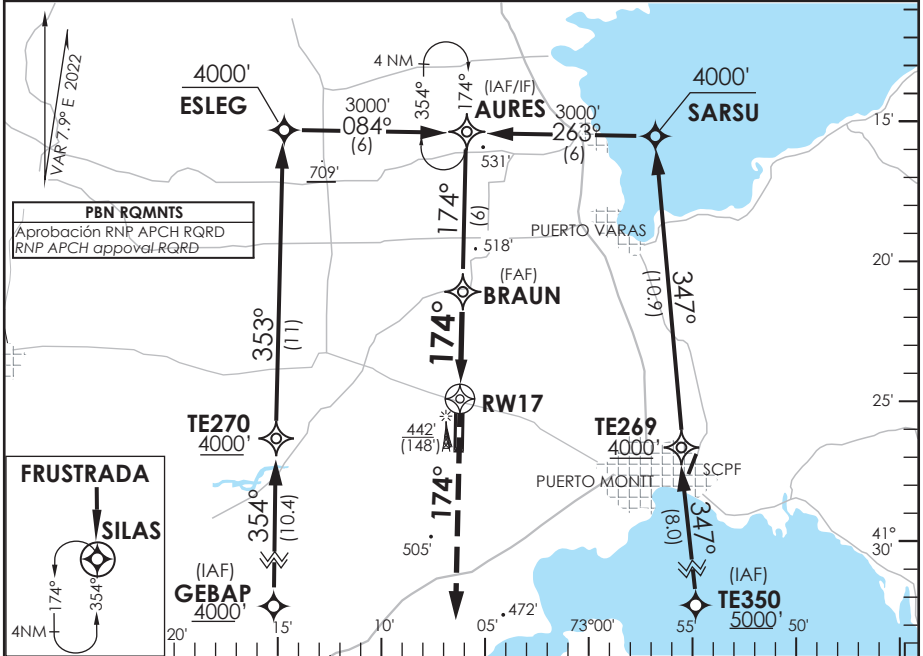 VAR 7.9° E 2022
4000'
ESLEG
4 NM
354°
174°
(IAF/IF)
AURES
3000'
084°
(6)
3000'
263°
(6)
4000'
SARSU
15'
709'
531'
PBN RQMNTS
Aprobación RNP APCH RQRD
RNP APCH appoval RQRD
174°
(6)
518'
PUERTO VARAS
20'
(FAF)
BRAUN
353°
(11)
174°
347°
(10.9)
RW17
25'
TE270
4000'
442'
(148')
TE269
4000'
SCPF
PUERTO MONTT
FRUSTRADA
SILAS
174°
354°
4NM
354°
(10.4)
174°
505'
347°
(8.0)
41°
30'
(IAF)
GEBAP
4000'
472'
(IAF)
TE350
5000'
20'
15'
10'
05'
73°00'
55'
50'